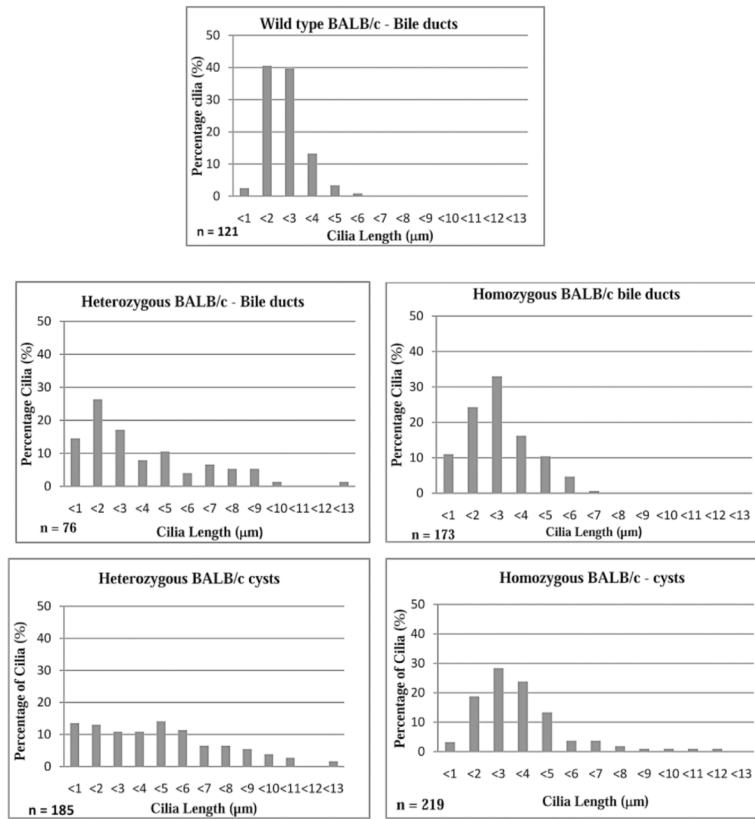 Wild type BALB/c - Bile ducts
Percentage cilia (%)
50
40
30
20
10
0
<1 <2 <3 <4 <5 <6 <7 <8 <9 <10 <11 <12 <13
n = 121
Cilia Length (µm)
Heterozygous BALB/c - Bile ducts
Percentage Cilia (%)
50
40
30
20
10
0
<1 <2 <3 <4 <5 <6 <7 <8 <9 <10 <11 <12 <13
n = 76
Cilia Length (µm)
Homozygous BALB/c bile ducts
Percentage Cilia (%)
50
40
30
20
10
0
<1 <2 <3 <4 <5 <6 <7 <8 <9 <10 <11 <12 <13
n = 173
Cilia Length (µm)
Heterozygous BALB/c cysts
Percentage of Cilia (%)
50
40
30
20
10
0
<1 <2 <3 <4 <5 <6 <7 <8 <9 <10 <11 <12 <13
n = 185
Cilia Length (µm)
Homozygous BALB/c - cysts
Percentage of Cilia (%)
50
40
30
20
10
0
<1 <2 <3 <4 <5 <6 <7 <8 <9 <10 <11 <12 <13
n = 219
Cilia Length (µm)